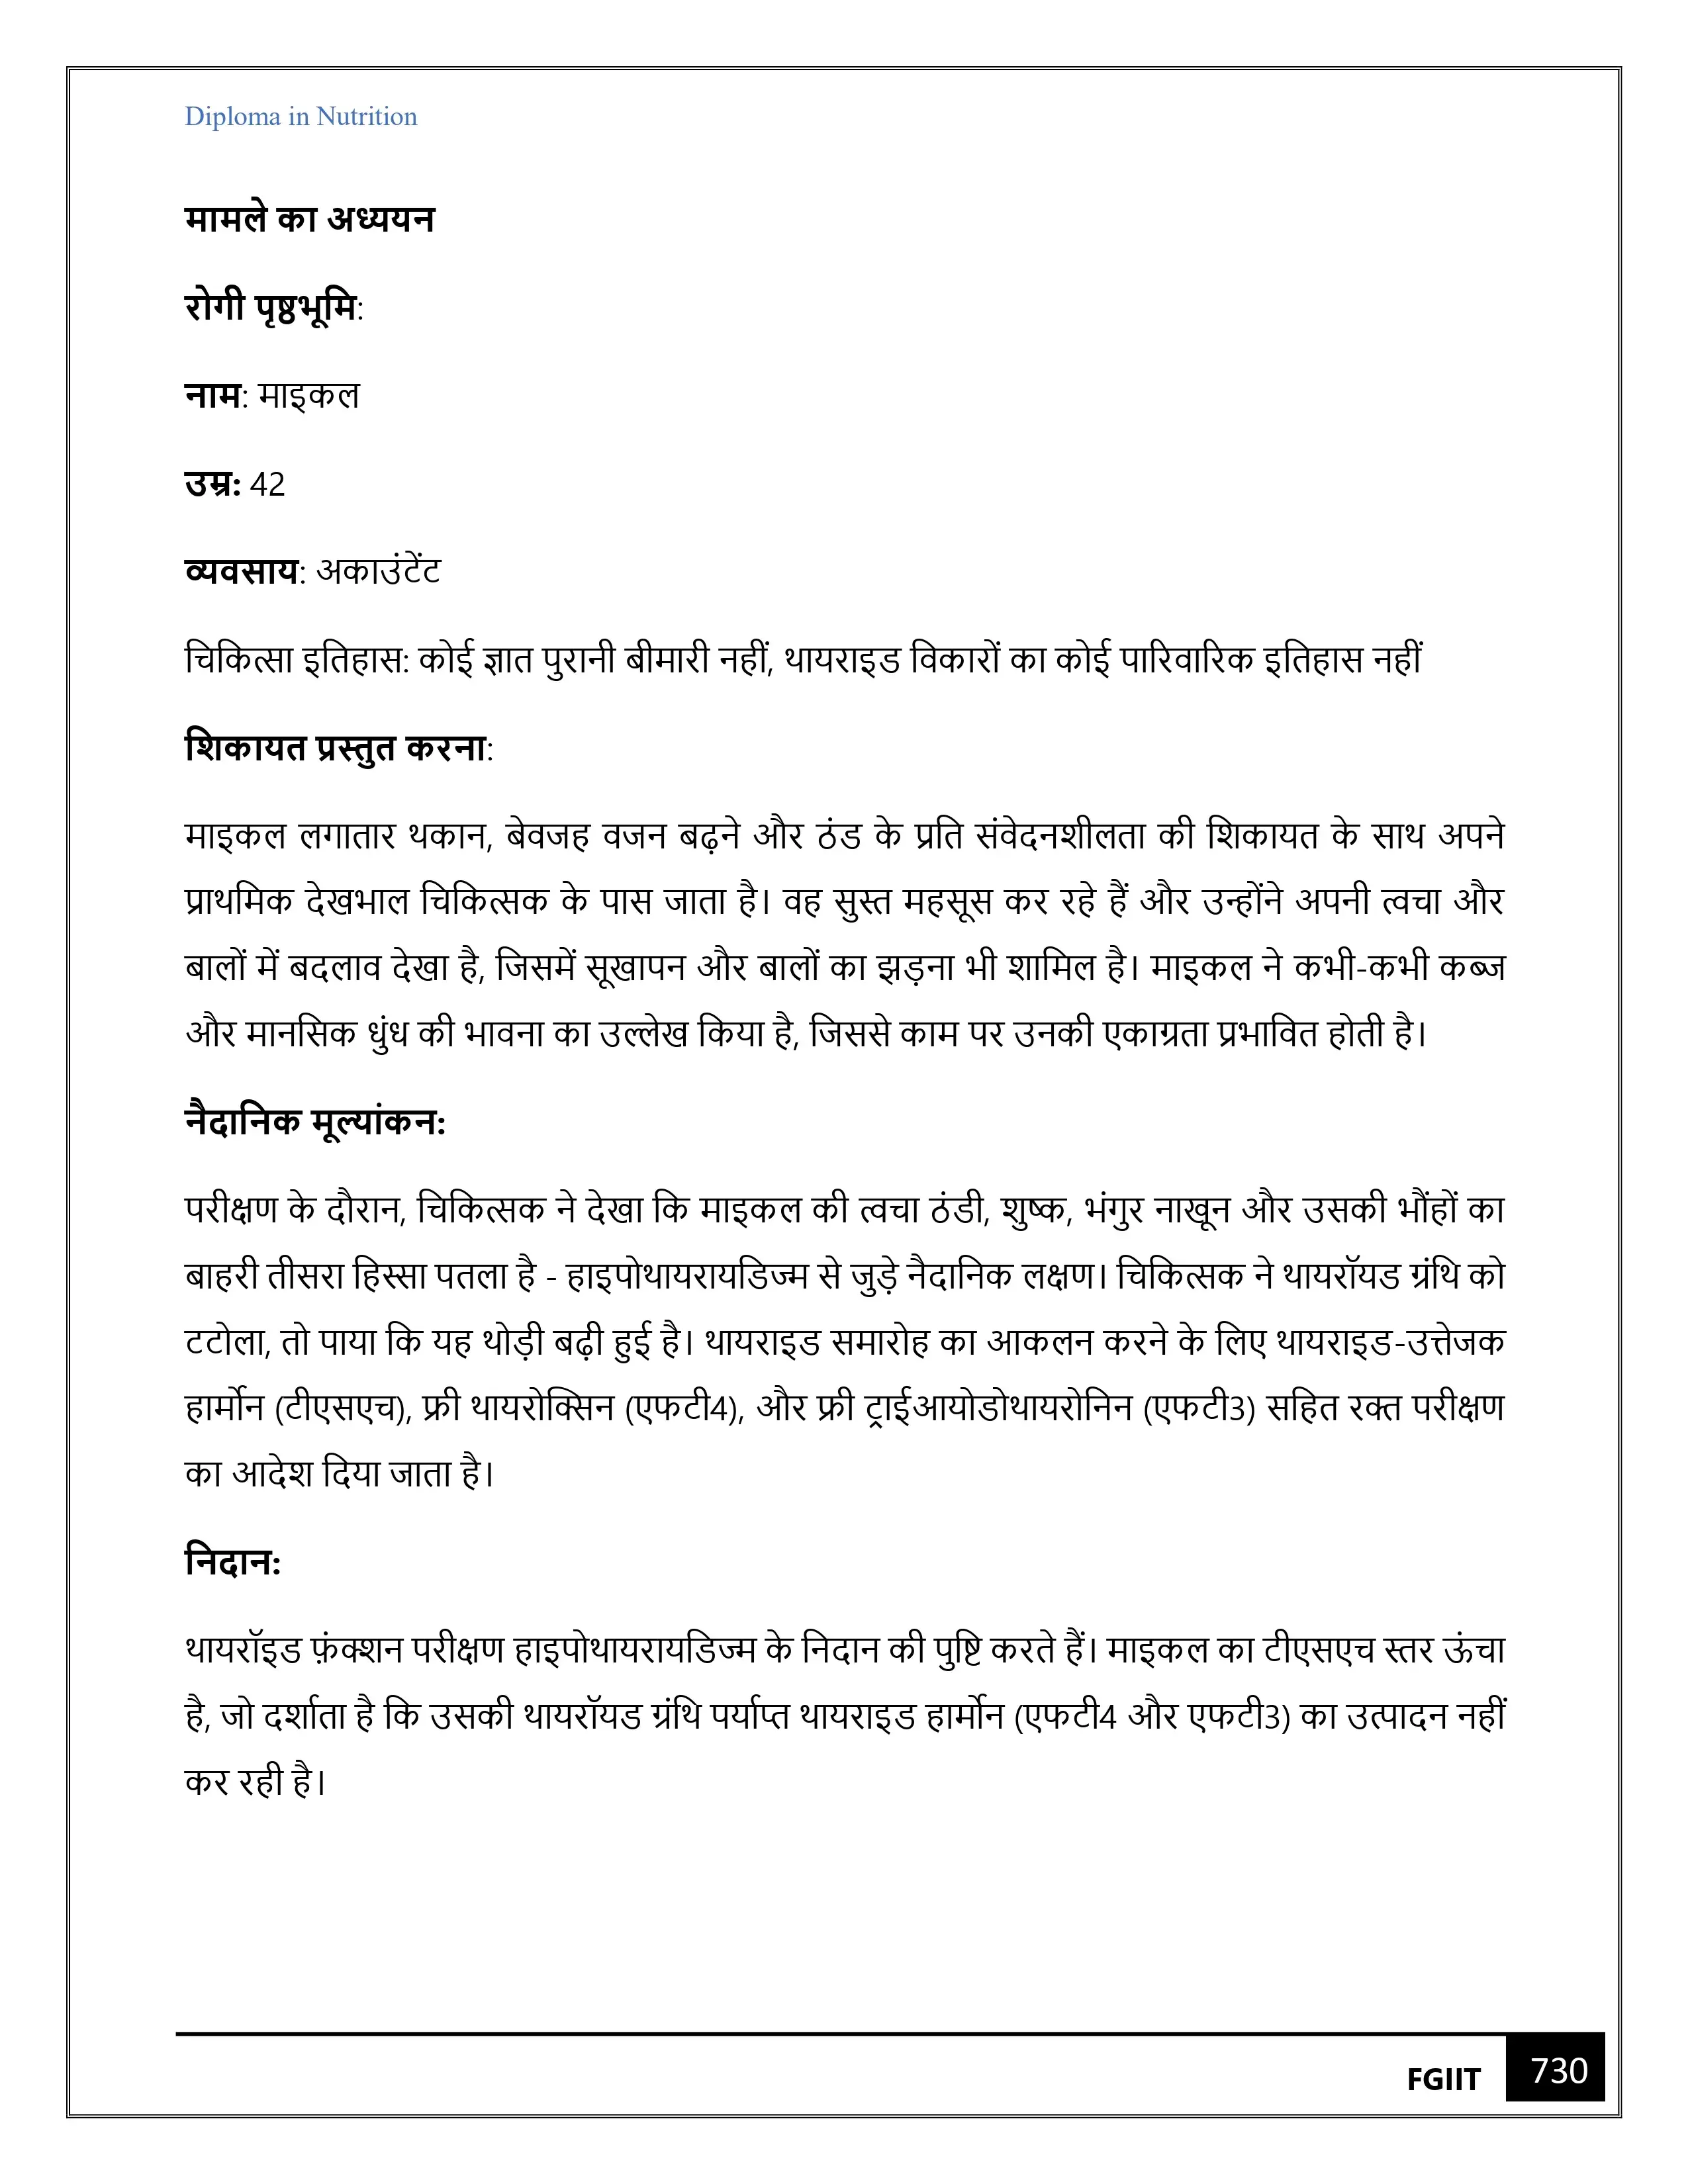 Diploma in Nutrition
मामले का अध्ययन
रोगी पृष्ठभूमि:
नाम: माइकल
उम्र: 42
व्यवसाय: अकाउंटेंट
चिकित्सा इतिहास: कोई ज्ञात पुरानी बीमारी नहीं, थायराइड विकारों का कोई पारिवारिक इतिहास नहीं
शिकायत प्रस्तुत करना:
माइकल लगातार थकान, बेवजह वजन बढ़ने और ठंड के प्रति संवेदनशीलता की शिकायत के साथ अपने
प्राथमिक देखभाल चिकित्सक के पास जाता है। वह सुस्त महसूस कर रहे हैं और उन्होंने अपनी त्वचा और
बालों में बदलाव देखा है, जिसमें सूखापन और बालों का झड़ना भी शामिल है। माइकल ने कभी-कभी कब्ज
और मानसिक धुंध की भावना का उल्लेख किया है, जिससे काम पर उनकी एकाग्रता प्रभावित होती है।
नैदानिक मूल्यांकन:
परीक्षण के दौरान, चिकित्सक ने देखा कि माइकल की त्वचा ठंडी, शुष्क, भंगुर नाखून और उसकी भौंहों का
बाहरी तीसरा हिस्सा पतला है - हाइपोथायरायडिज्म से जुड़े नैदानिक लक्षण। चिकित्सक ने थायरॉयड ग्रंथि को
टटोला, तो पाया कि यह थोड़ी बढ़ी हुई है। थायराइड समारोह का आकलन करने के लिए थायराइड-उत्तेजक
हार्मोन (टीएसएच), फ्री थायरोक्सिन (एफटी4), और फ्री ट्राईआयोडोथायरोनिन (एफटी3) सहित रक्त परीक्षण
का आदेश दिया जाता है।
निदान:
थायरॉइड फ़ंक्शन परीक्षण हाइपोथायरायडिज्म के निदान की पुष्टि करते हैं। माइकल का टीएसएच स्तर ऊंचा
है, जो दर्शाता है कि उसकी थायरॉयड ग्रंथि पर्याप्त थायराइड हार्मोन (एफटी4 और एफटी3) का उत्पादन नहीं
कर रही है।
FGIIT 730